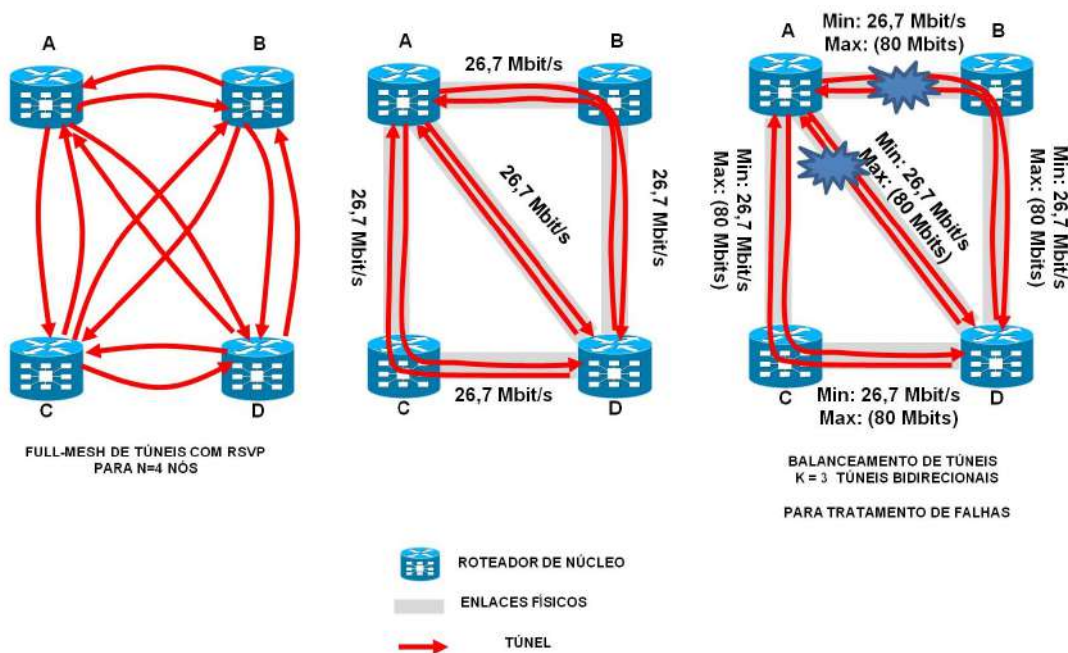 A
B
C
D
FULL-MESH DE TÚNEIS COM RSVP
PARA N=4 NÓS
A
B
26,7 Mbit/s
26,7 Mbit/s
26,7 Mbit/s
26,7 Mbit/s
C
26,7 Mbit/s
D
Min: 26,7 Mbit/s
Max: (80 Mbits)
A
B
Min: 26,7 Mbit/s
Max: (80 Mbits)
Min: 26,7 Mbit/s
Max: (80 Mbits)
Min: 26,7 Mbit/s
Max: (80 Mbits)
C
D
Min: 26,7 Mbit/s
Max: (80 Mbits)
BALANCEAMENTO DE TÚNEIS
K = 3 TÚNEIS BIDIRECIONAIS
PARA TRATAMENTO DE FALHAS
ROTEADOR DE NÚCLEO
ENLACES FÍSICOS
TÚNEL